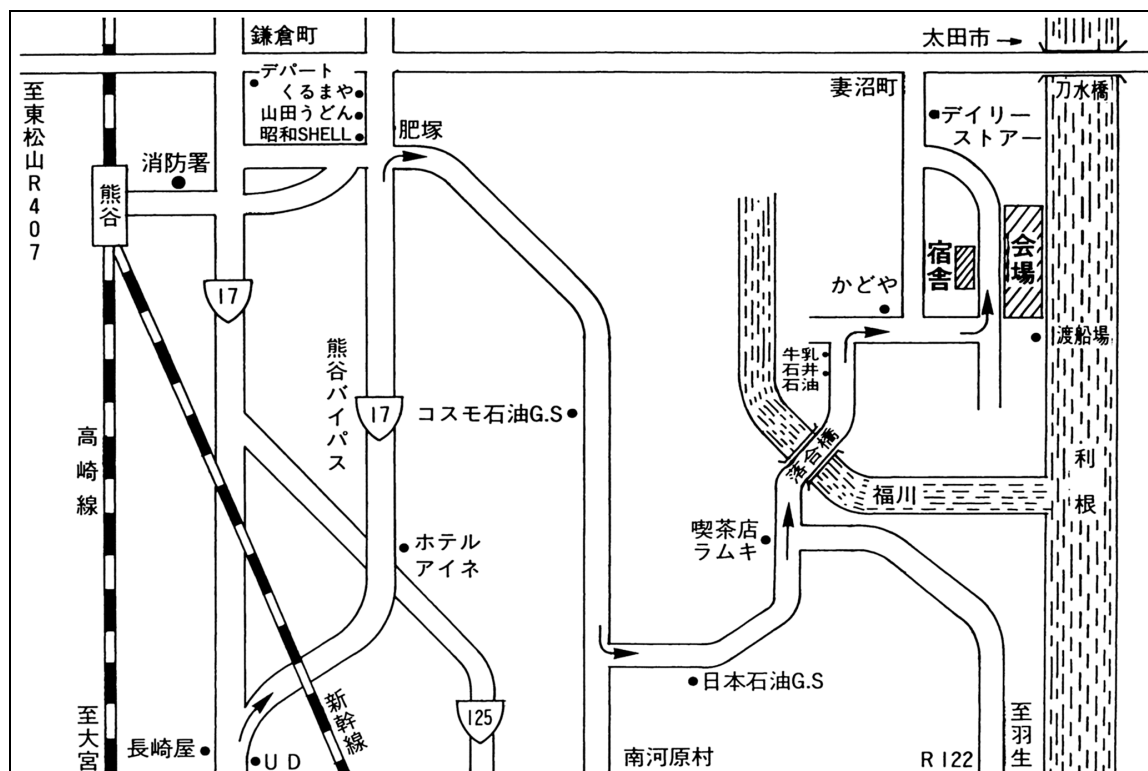 鎌倉町
太田市
デパート
くるまや
山田うどん
昭和SHELL
至東松山R407
妻沼町
刀水橋
デイリー
ストアー
肥塚
消防署
熊谷
宿舎
会場
かどや
17
渡船場
牛乳
石井
石油
熊谷バイパス
17
コスモ石油G.S
落合橋
高崎線
利根
福川
喫茶店
ラムキ
ホテル
アイネ
日本石油G.S
新幹線
125
至大宮
長崎屋
UD
南河原村
R122
至羽生